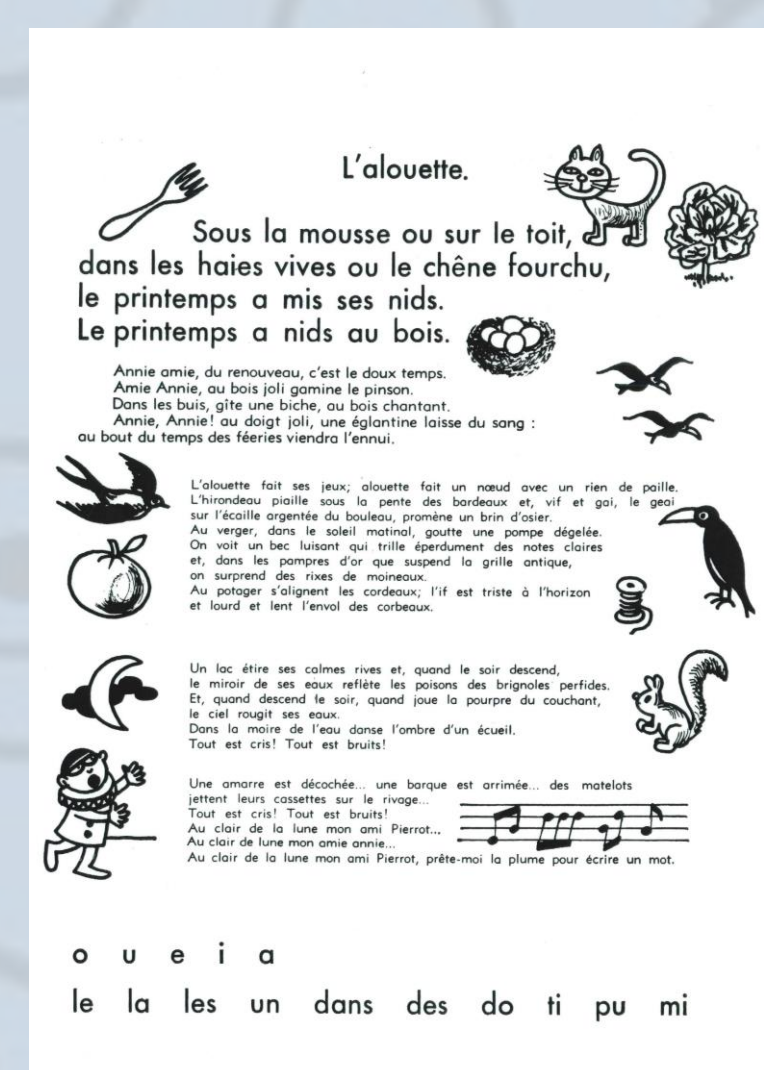 L'alouette.
Sous la mousse ou sur le toit,
dans les haies vives ou le chêne fourchu,
le printemps a mis ses nids.
Le printemps a nids au bois.
Annie amie, du renouveau, c'est le doux temps.
Amie Annie, au bois joli gamine le pinson.
Dans les buis, gîte une biche, au bois chantant.
Annie, Annie! au doigt joli, une églantine laisse du sang :
au bout du temps des féeries viendra l'ennui.
L'alouette fait ses jeux; alouette fait un nœud avec un rien de paille.
L'hirondeau piaille sous la pente des bardeaux et, vif et gai, le geai
sur l'écaille argentée du bouleau, promène un brin d'osier.
Au verger, dans le soleil matinal, goutte une pompe dégelée.
On voit un bec luisant qui trille éperdument des notes claires
et, dans les pampres d'or que suspend la grille antique,
on surprend des rixes de moineaux.
Au potager s'alignent les cordeaux; l'if est triste à l'horizon
et lourd et lent l'envol des corbeaux.
Un lac étire ses calmes rives et, quand le soir descend,
le miroir de ses eaux reflète les poisons des brignoles perfides.
Et, quand descend le soir, quand joue la pourpre du couchant,
le ciel rougit ses eaux.
Dans la moire de l'eau danse l'ombre d'un écueil.
Tout est cris! Tout est bruits!
Une amarre est décochée... une barque est arrimée... des matelots
jettent leurs cassettes sur le rivage...
Tout est cris! Tout est bruits!
Au clair de la lune mon ami Pierrot...
Au clair de lune mon amie annie...
Au clair de la lune mon ami Pierrot, prête-moi la plume pour écrire un mot.
o u e i a
le la les un dans des do ti pu mi